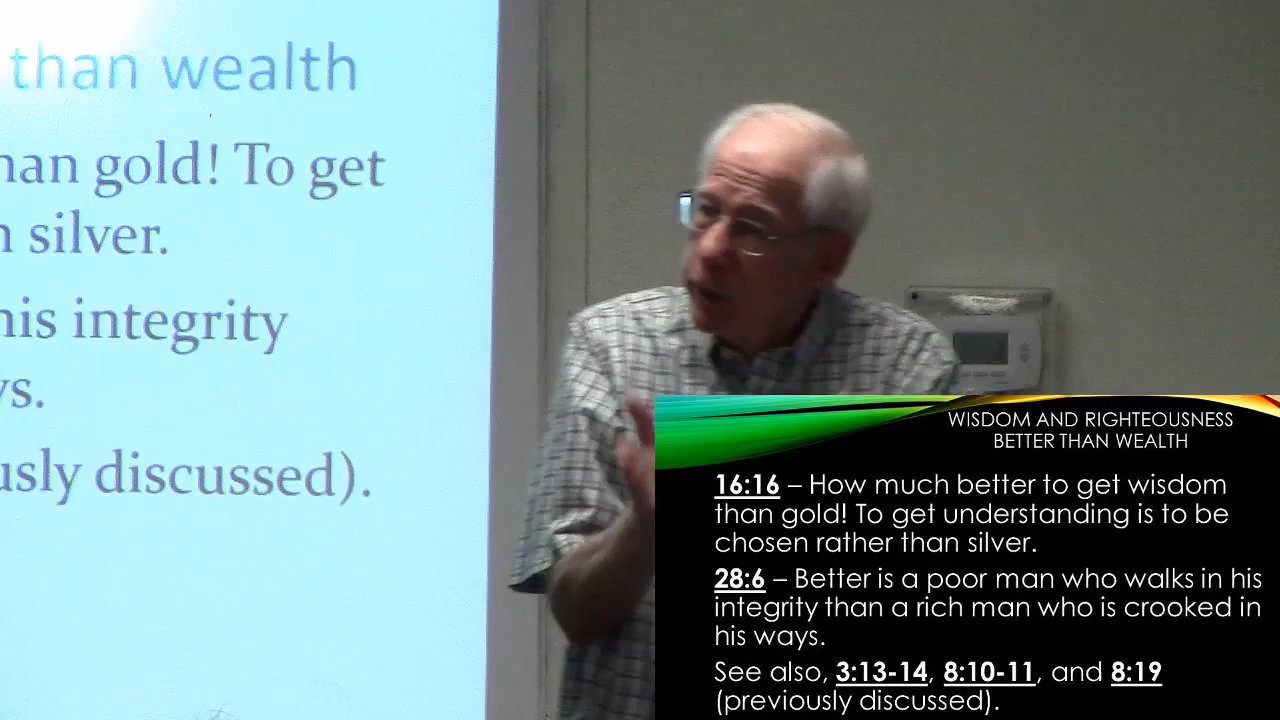 than wealth
han gold! To get
n silver.
his integrity
ys.
usly discussed).
WISDOM AND RIGHTEOUSNESS
BETTER THAN WEALTH
16:16 – How much better to get wisdom
than gold! To get understanding is to be
chosen rather than silver.
28:6 – Better is a poor man who walks in his
integrity than a rich man who is crooked in
his ways.
See also, 3:13-14, 8:10-11, and 8:19
(previously discussed).